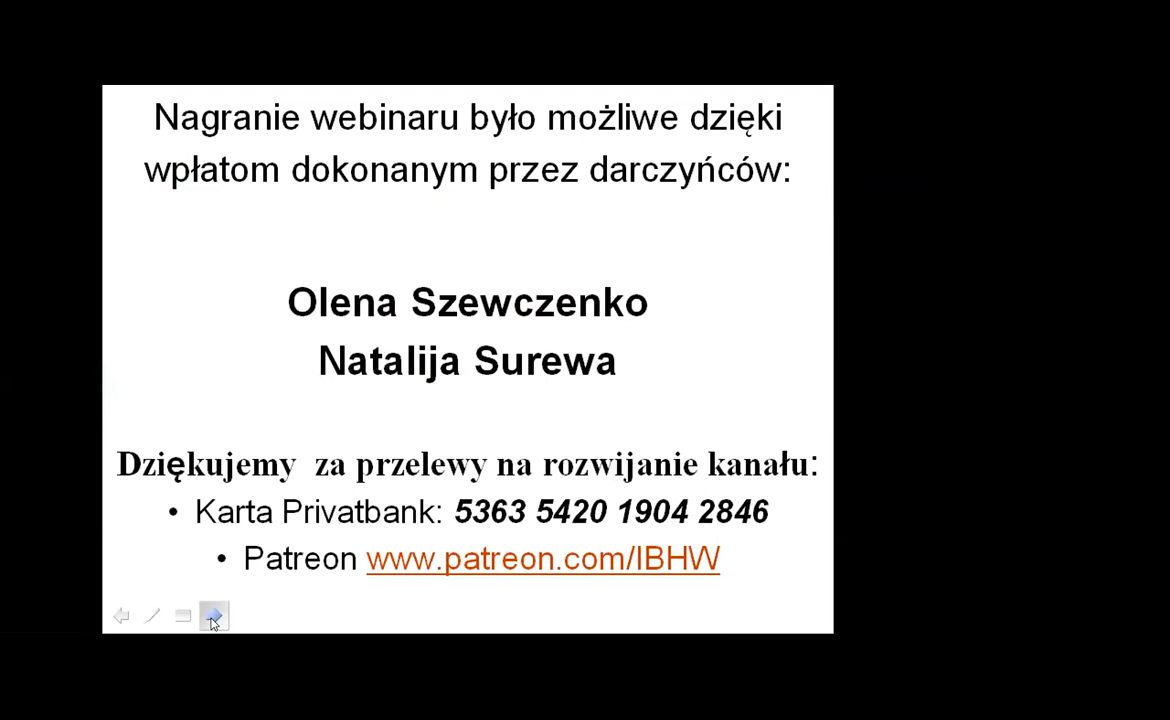 Nagranie webinaru było możliwe dzięki
wpłatom dokonanym przez darczyńców:
Olena Szewczenko
Natalija Surewa
Dziękujemy za przelewy na rozwijanie kanału:
• Karta Privatbank: 5363 5420 1904 2846
• Patreon www.patreon.com/IBHW